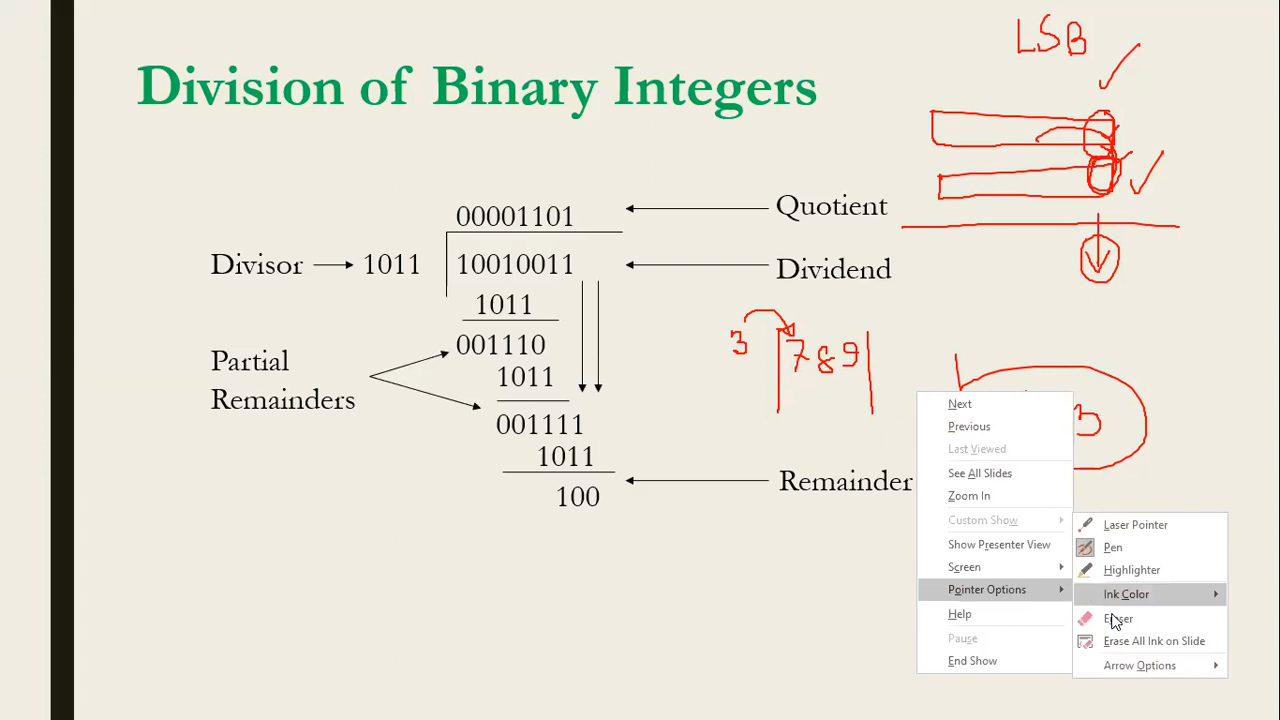 LSB
Division of Binary Integers
00001101
Quotient
Divisor
1011
10010011
Dividend
1011
001110
Partial
Remainders
1011
001111
1011
100
Remainder
3 789
3
Next
Previous
Last Viewed
See All Slides
Zoom In
Custom Show
Show Presenter View
Screen
Pointer Options
Help
Pause
End Show
Laser Pointer
Pen
Highlighter
Ink Color
Eraser
Erase All Ink on Slide
Arrow Options